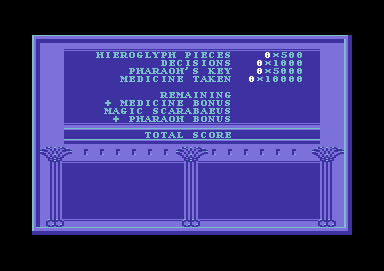 HIEROGLYPH PIECES 0×500
DECISIONS 0×1000
PHARAOH'S KEY 0×5000
MEDICINE TAKEN 0×10000
REMAINING
+ MEDICINE BONUS
MAGIC SCARABAEUS
+ PHARAOH BONUS
TOTAL SCORE